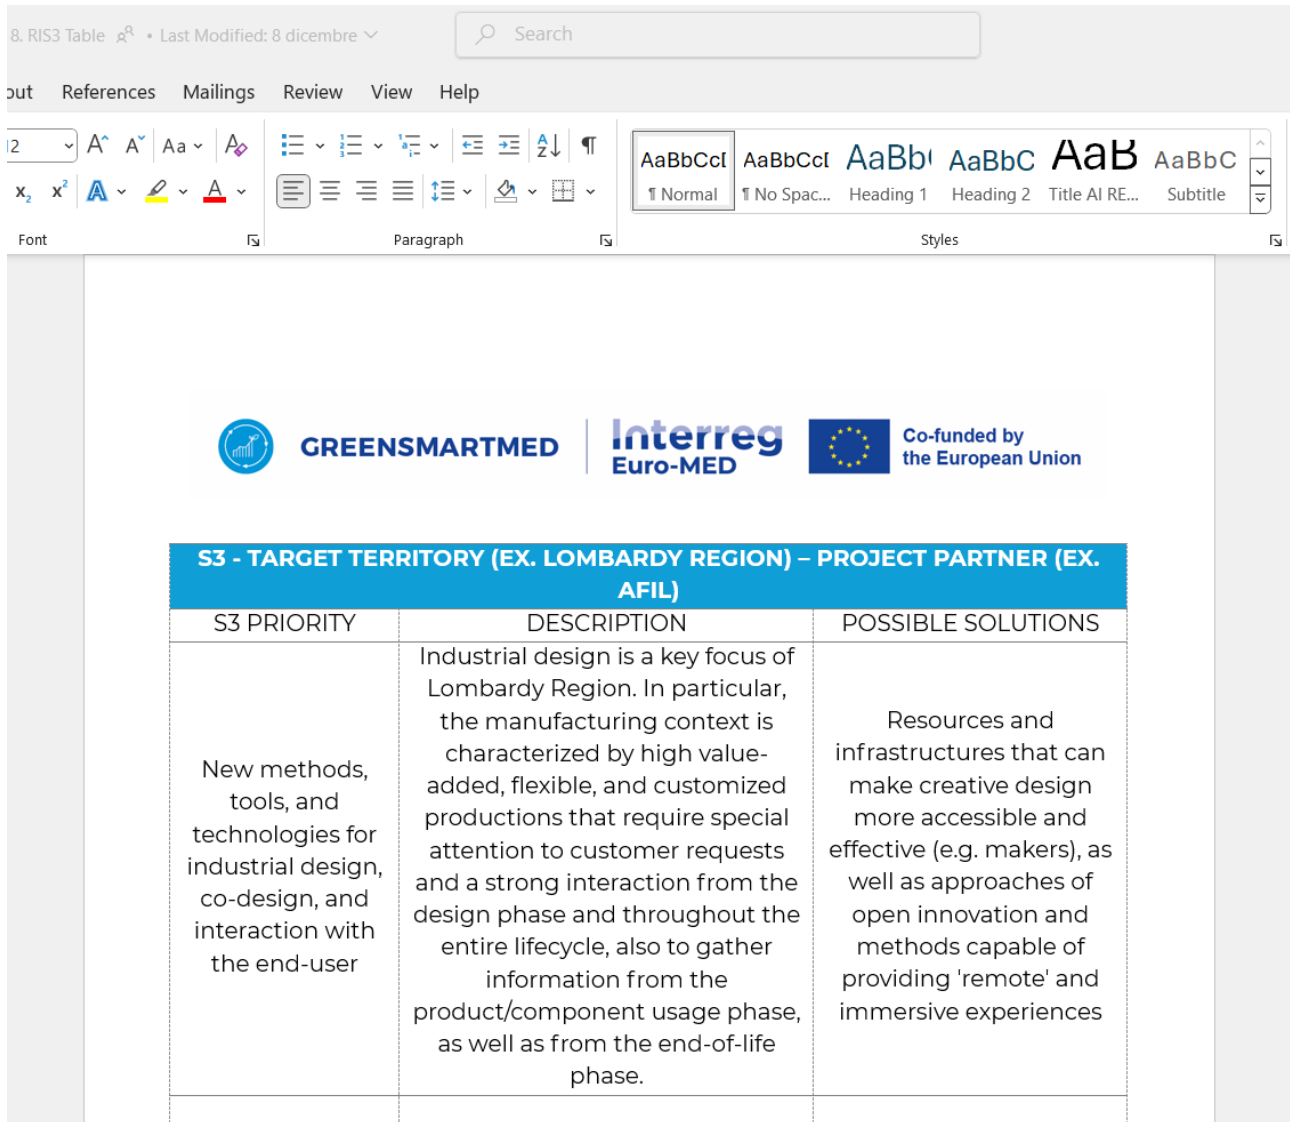 8. RIS3 Table • Last Modified: 8 dicembre
Search
References Mailings Review View Help
Aa
AaBbCcI AaBbCcI AaBb AaBbC AaB AaBbC
¶ Normal ¶ No Spac... Heading 1 Heading 2 Title AI RE... Subtitle
Font Paragraph Styles
GREENSMARTMED
Interreg
Euro-MED
Co-funded by
the European Union
S3 - TARGET TERRITORY (EX. LOMBARDY REGION) – PROJECT PARTNER (EX.
AFIL)
S3 PRIORITY DESCRIPTION POSSIBLE SOLUTIONS
New methods,
tools, and
technologies for
industrial design,
co-design, and
interaction with
the end-user
Industrial design is a key focus of
Lombardy Region. In particular,
the manufacturing context is
characterized by high value-
added, flexible, and customized
productions that require special
attention to customer requests
and a strong interaction from the
design phase and throughout the
entire lifecycle, also to gather
information from the
product/component usage phase,
as well as from the end-of-life
phase.
Resources and
infrastructures that can
make creative design
more accessible and
effective (e.g. makers), as
well as approaches of
open innovation and
methods capable of
providing 'remote' and
immersive experiences